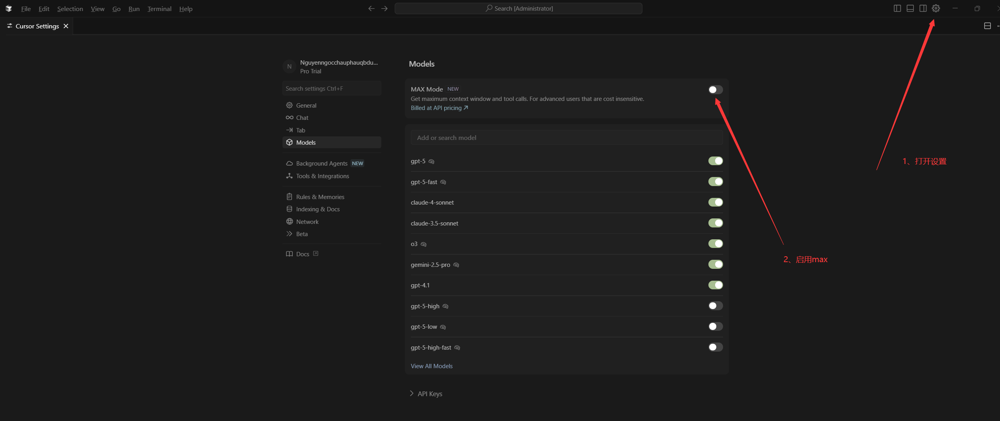 File Edit Selection View Go Run Terminal Help
Search [Administrator]
Cursor Settings
N
Nguyenngocchauphauqbdu...
Pro Trial
Search settings Ctrl+F
General
Chat
Tab
Models
Background Agents NEW
Tools & Integrations
Rules & Memories
Indexing & Docs
Network
Beta
Docs
Models
MAX Mode NEW
Get maximum context window and tool calls. For advanced users that are cost insensitive.
Billed at API pricing
Add or search model
gpt-5
gpt-5-fast
claude-4-sonnet
claude-3.5-sonnet
o3
gemini-2.5-pro
gpt-4.1
gpt-5-high
gpt-5-low
gpt-5-high-fast
View All Models
API Keys
1、打开设置
2、启用max